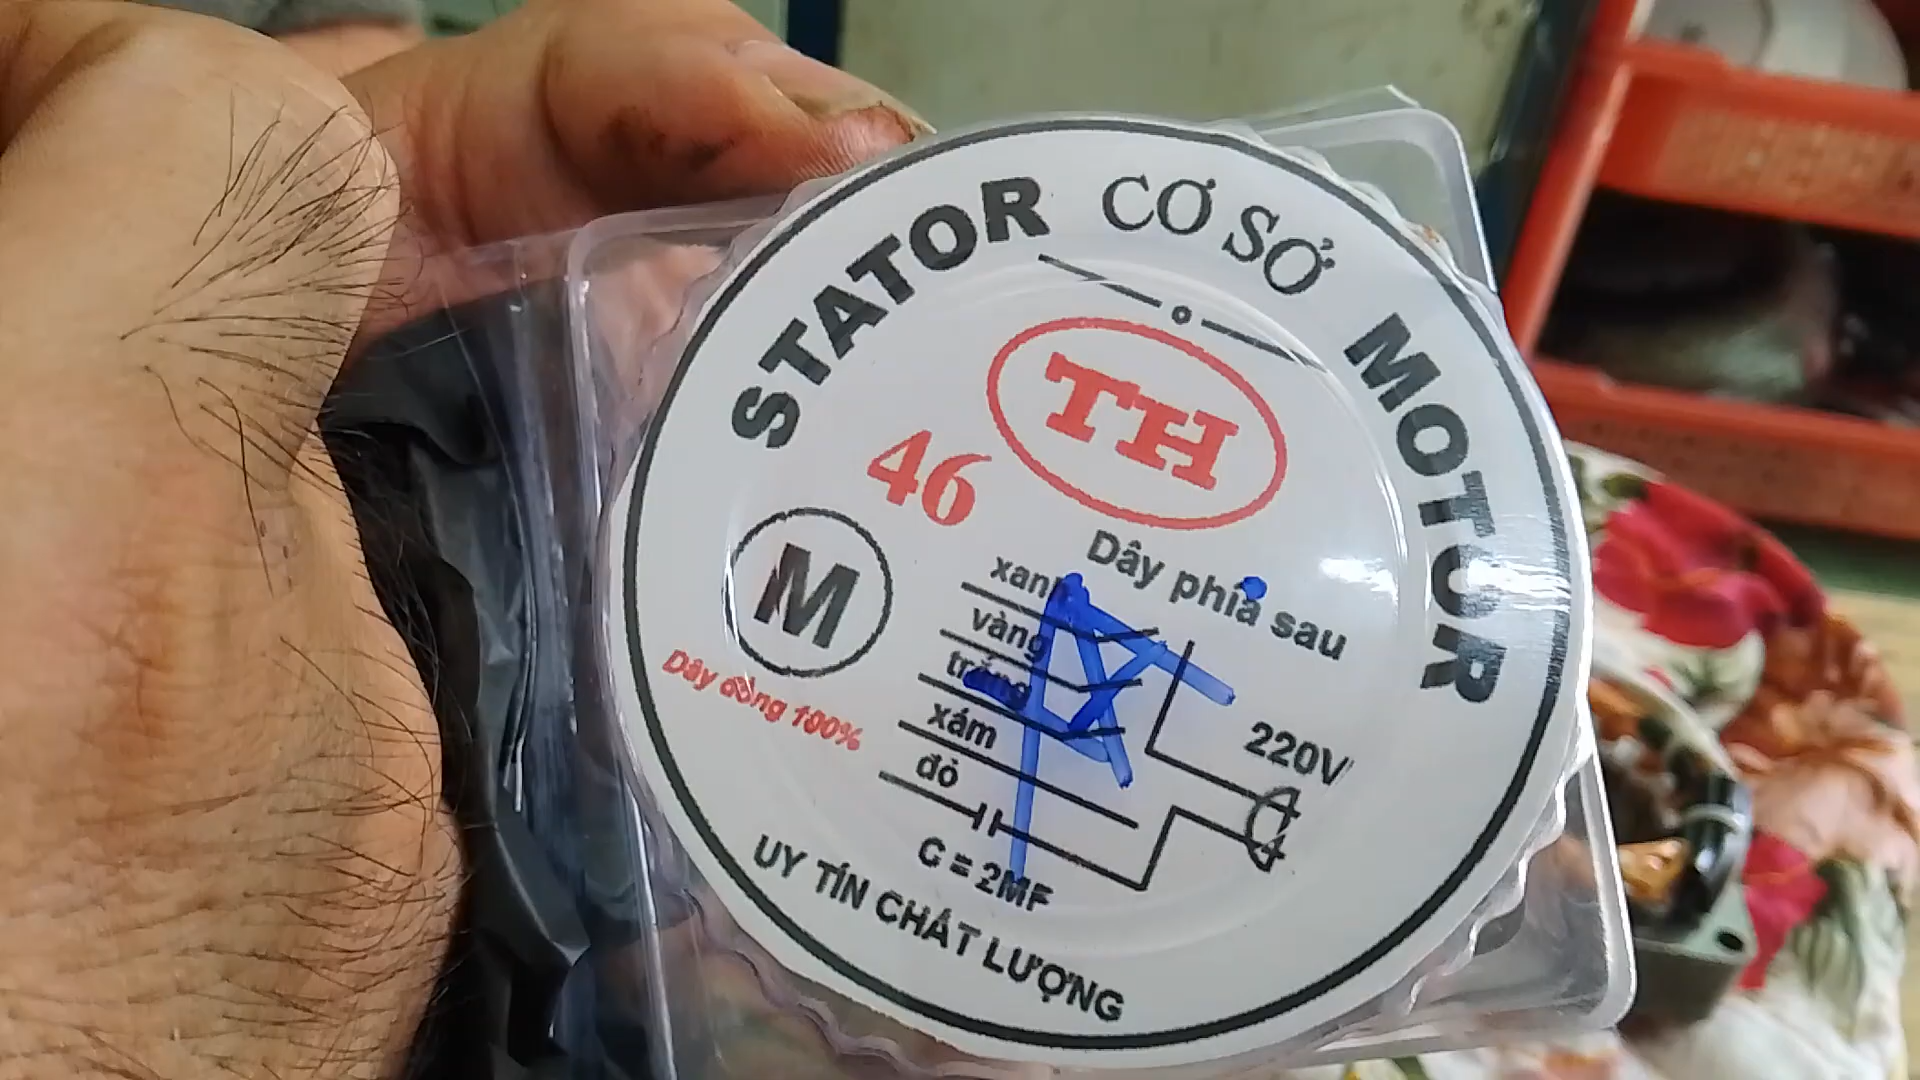 STATOR CƠ SỞ MOTOR
TH
46
M
Dây đồng 100%
Dây phía sau
xanh
vàng
trắng
xám
đỏ
220V
C = 2MF
UY TÍN CHẤT LƯỢNG